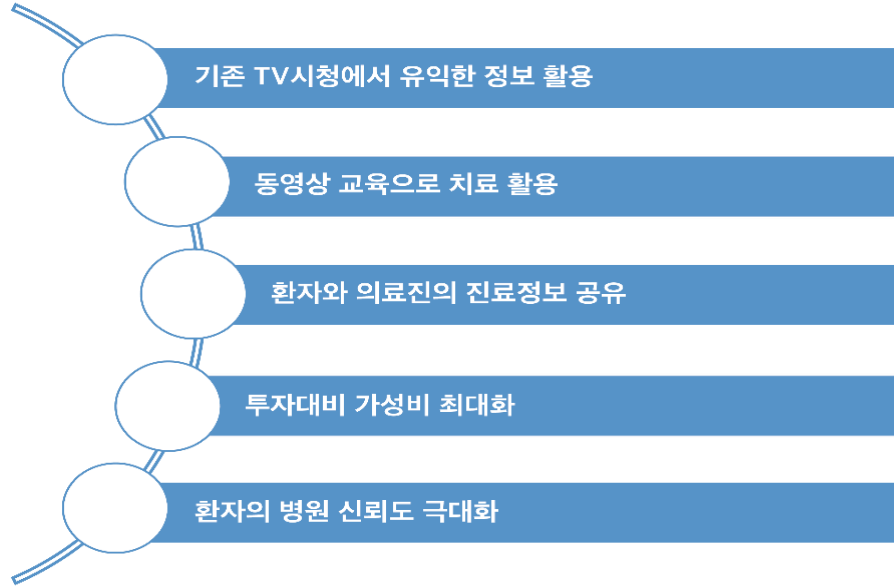 기존 TV시청에서 유익한 정보 활용
동영상 교육으로 치료 활용
환자와 의료진의 진료정보 공유
투자대비 가성비 최대화
환자의 병원 신뢰도 극대화